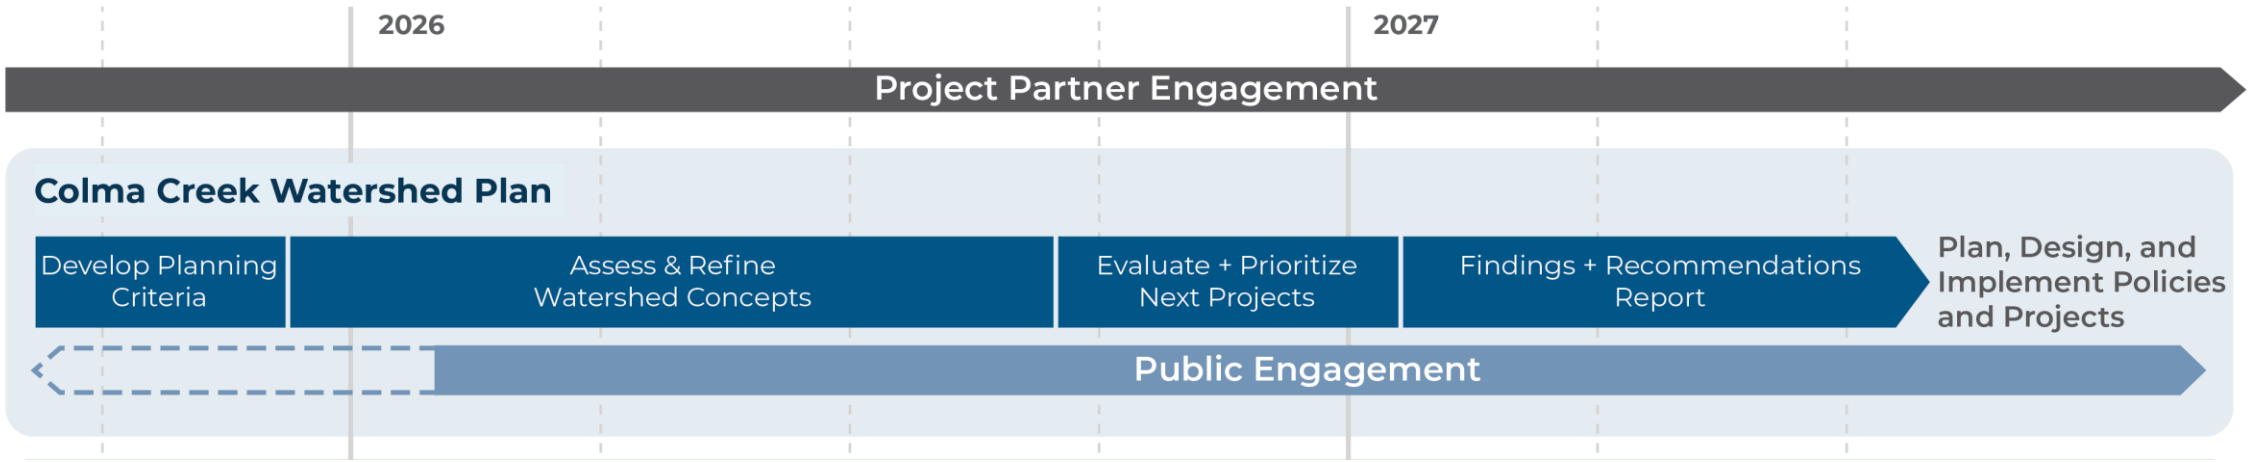 2026
2027
Project Partner Engagement
Colma Creek Watershed Plan
Develop Planning
Criteria
Assess & Refine
Watershed Concepts
Evaluate + Prioritize
Next Projects
Findings + Recommendations
Report
Plan, Design, and
Implement Policies
and Projects
Public Engagement